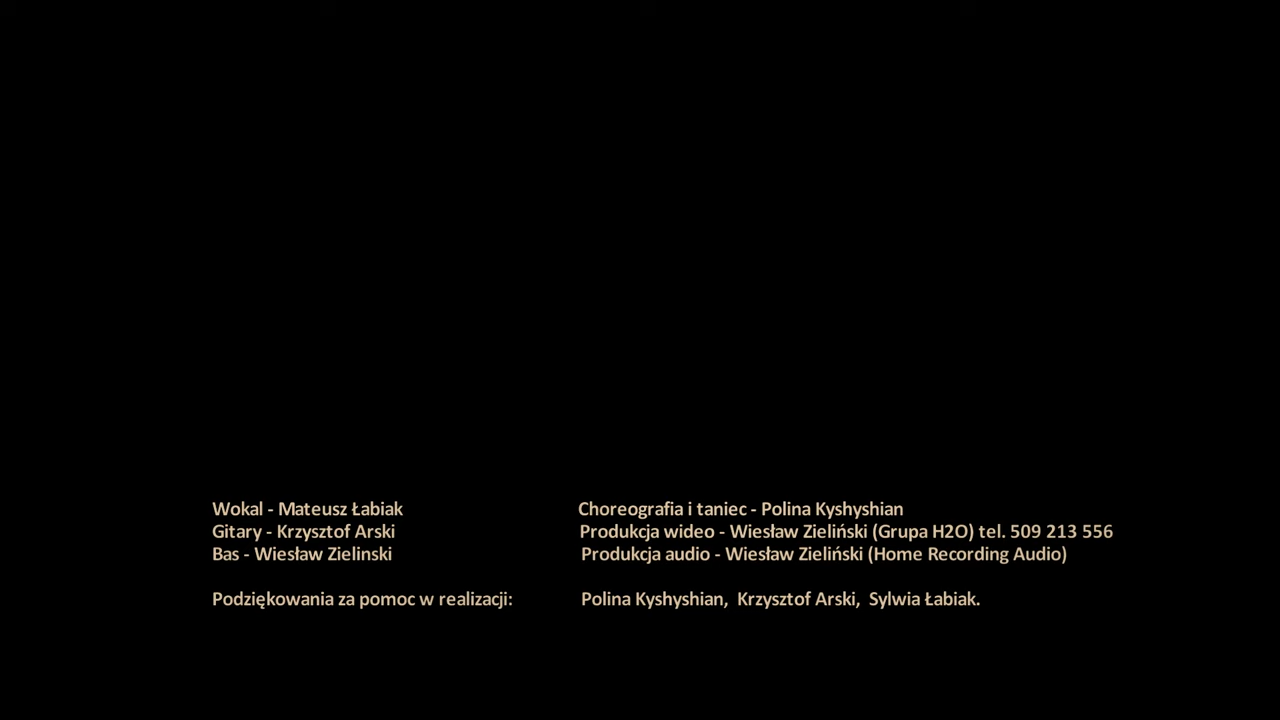 Wokal - Mateusz Łabiak Choreografia i taniec - Polina Kyshyshian
Gitary - Krzysztof Arski Produkcja wideo - Wiesław Zieliński (Grupa H2O) tel. 509 213 556
Bas - Wiesław Zielinski Produkcja audio - Wiesław Zieliński (Home Recording Audio)
Podziękowania za pomoc w realizacji: Polina Kyshyshian, Krzysztof Arski, Sylwia Łabiak.